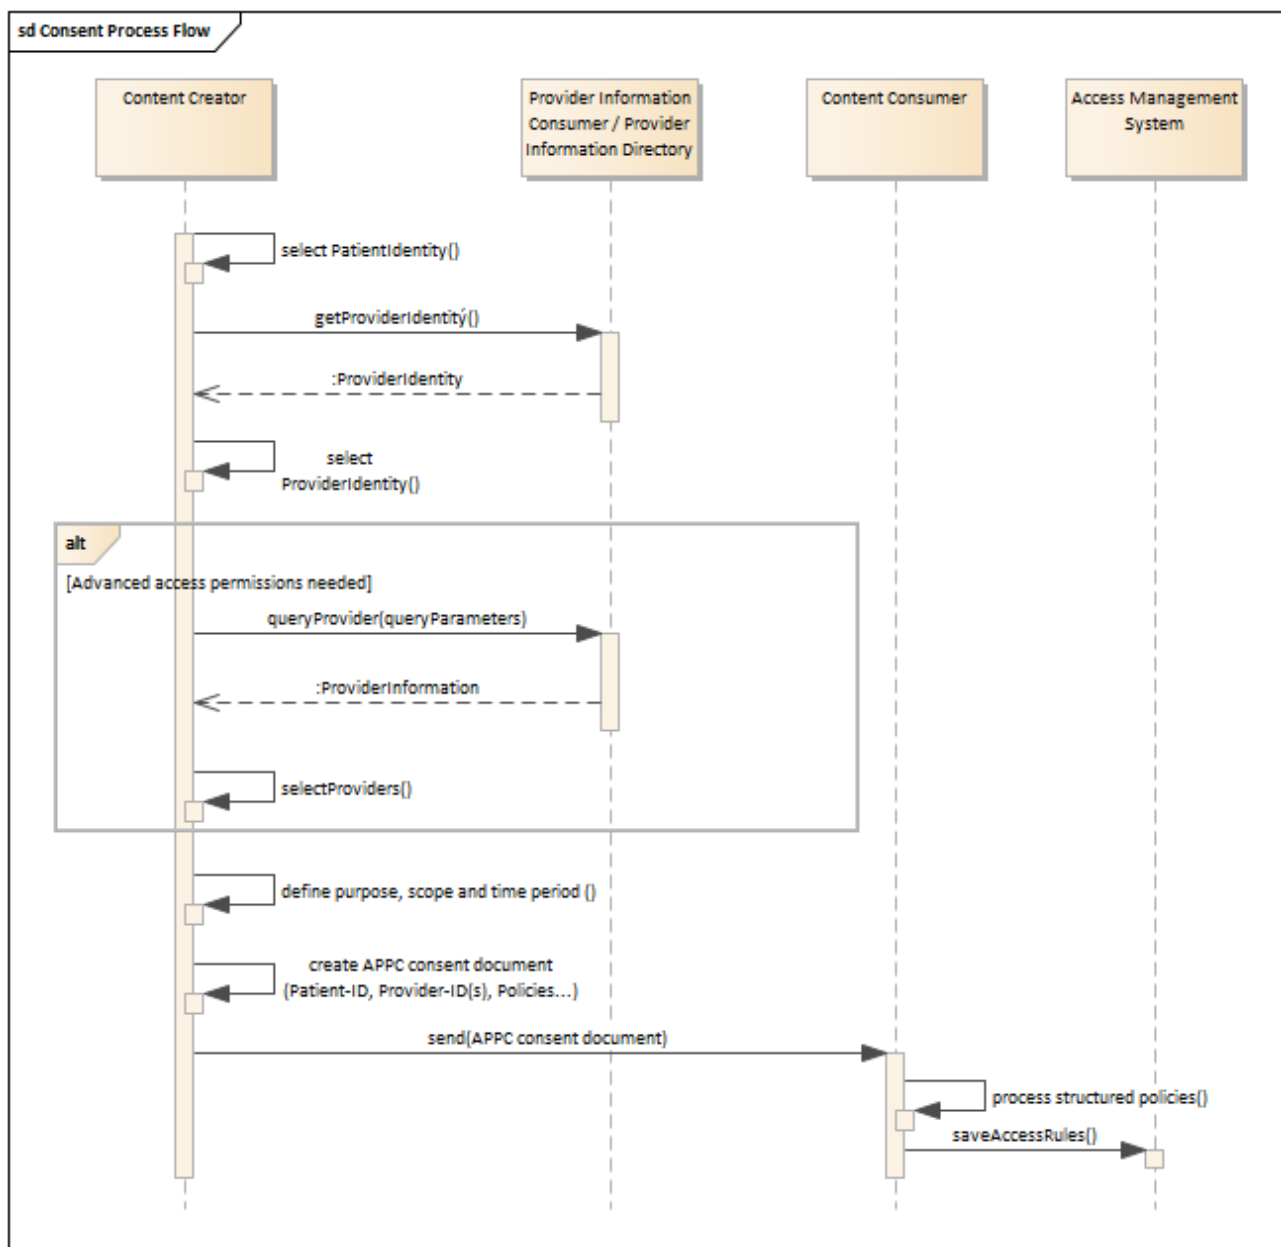 sd Consent Process Flow
Content Creator
Provider Information
Consumer / Provider
Information Directory
Content Consumer
Access Management
System
select PatientIdentity()
getProviderIdentitý()
:ProviderIdentity
select
ProviderIdentity()
alt
[Advanced access permissions needed]
queryProvider(queryParameters)
:ProviderInformation
selectProviders()
define purpose, scope and time period ()
create APPC consent document
(Patient-ID, Provider-ID(s), Policies...)
send(APPC consent document)
process structured policies()
saveAccessRules()